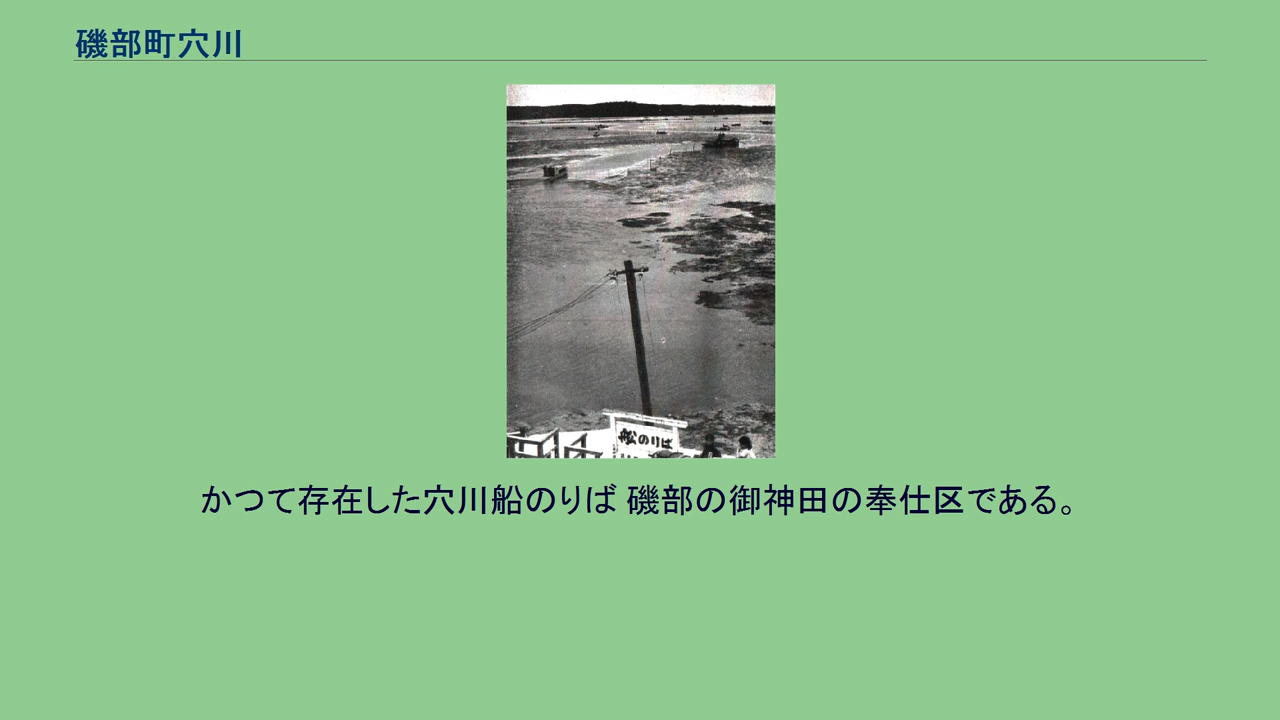 磯部町穴川
船のりば
かつて存在した穴川船のりば 磯部の御神田の奉仕区である。